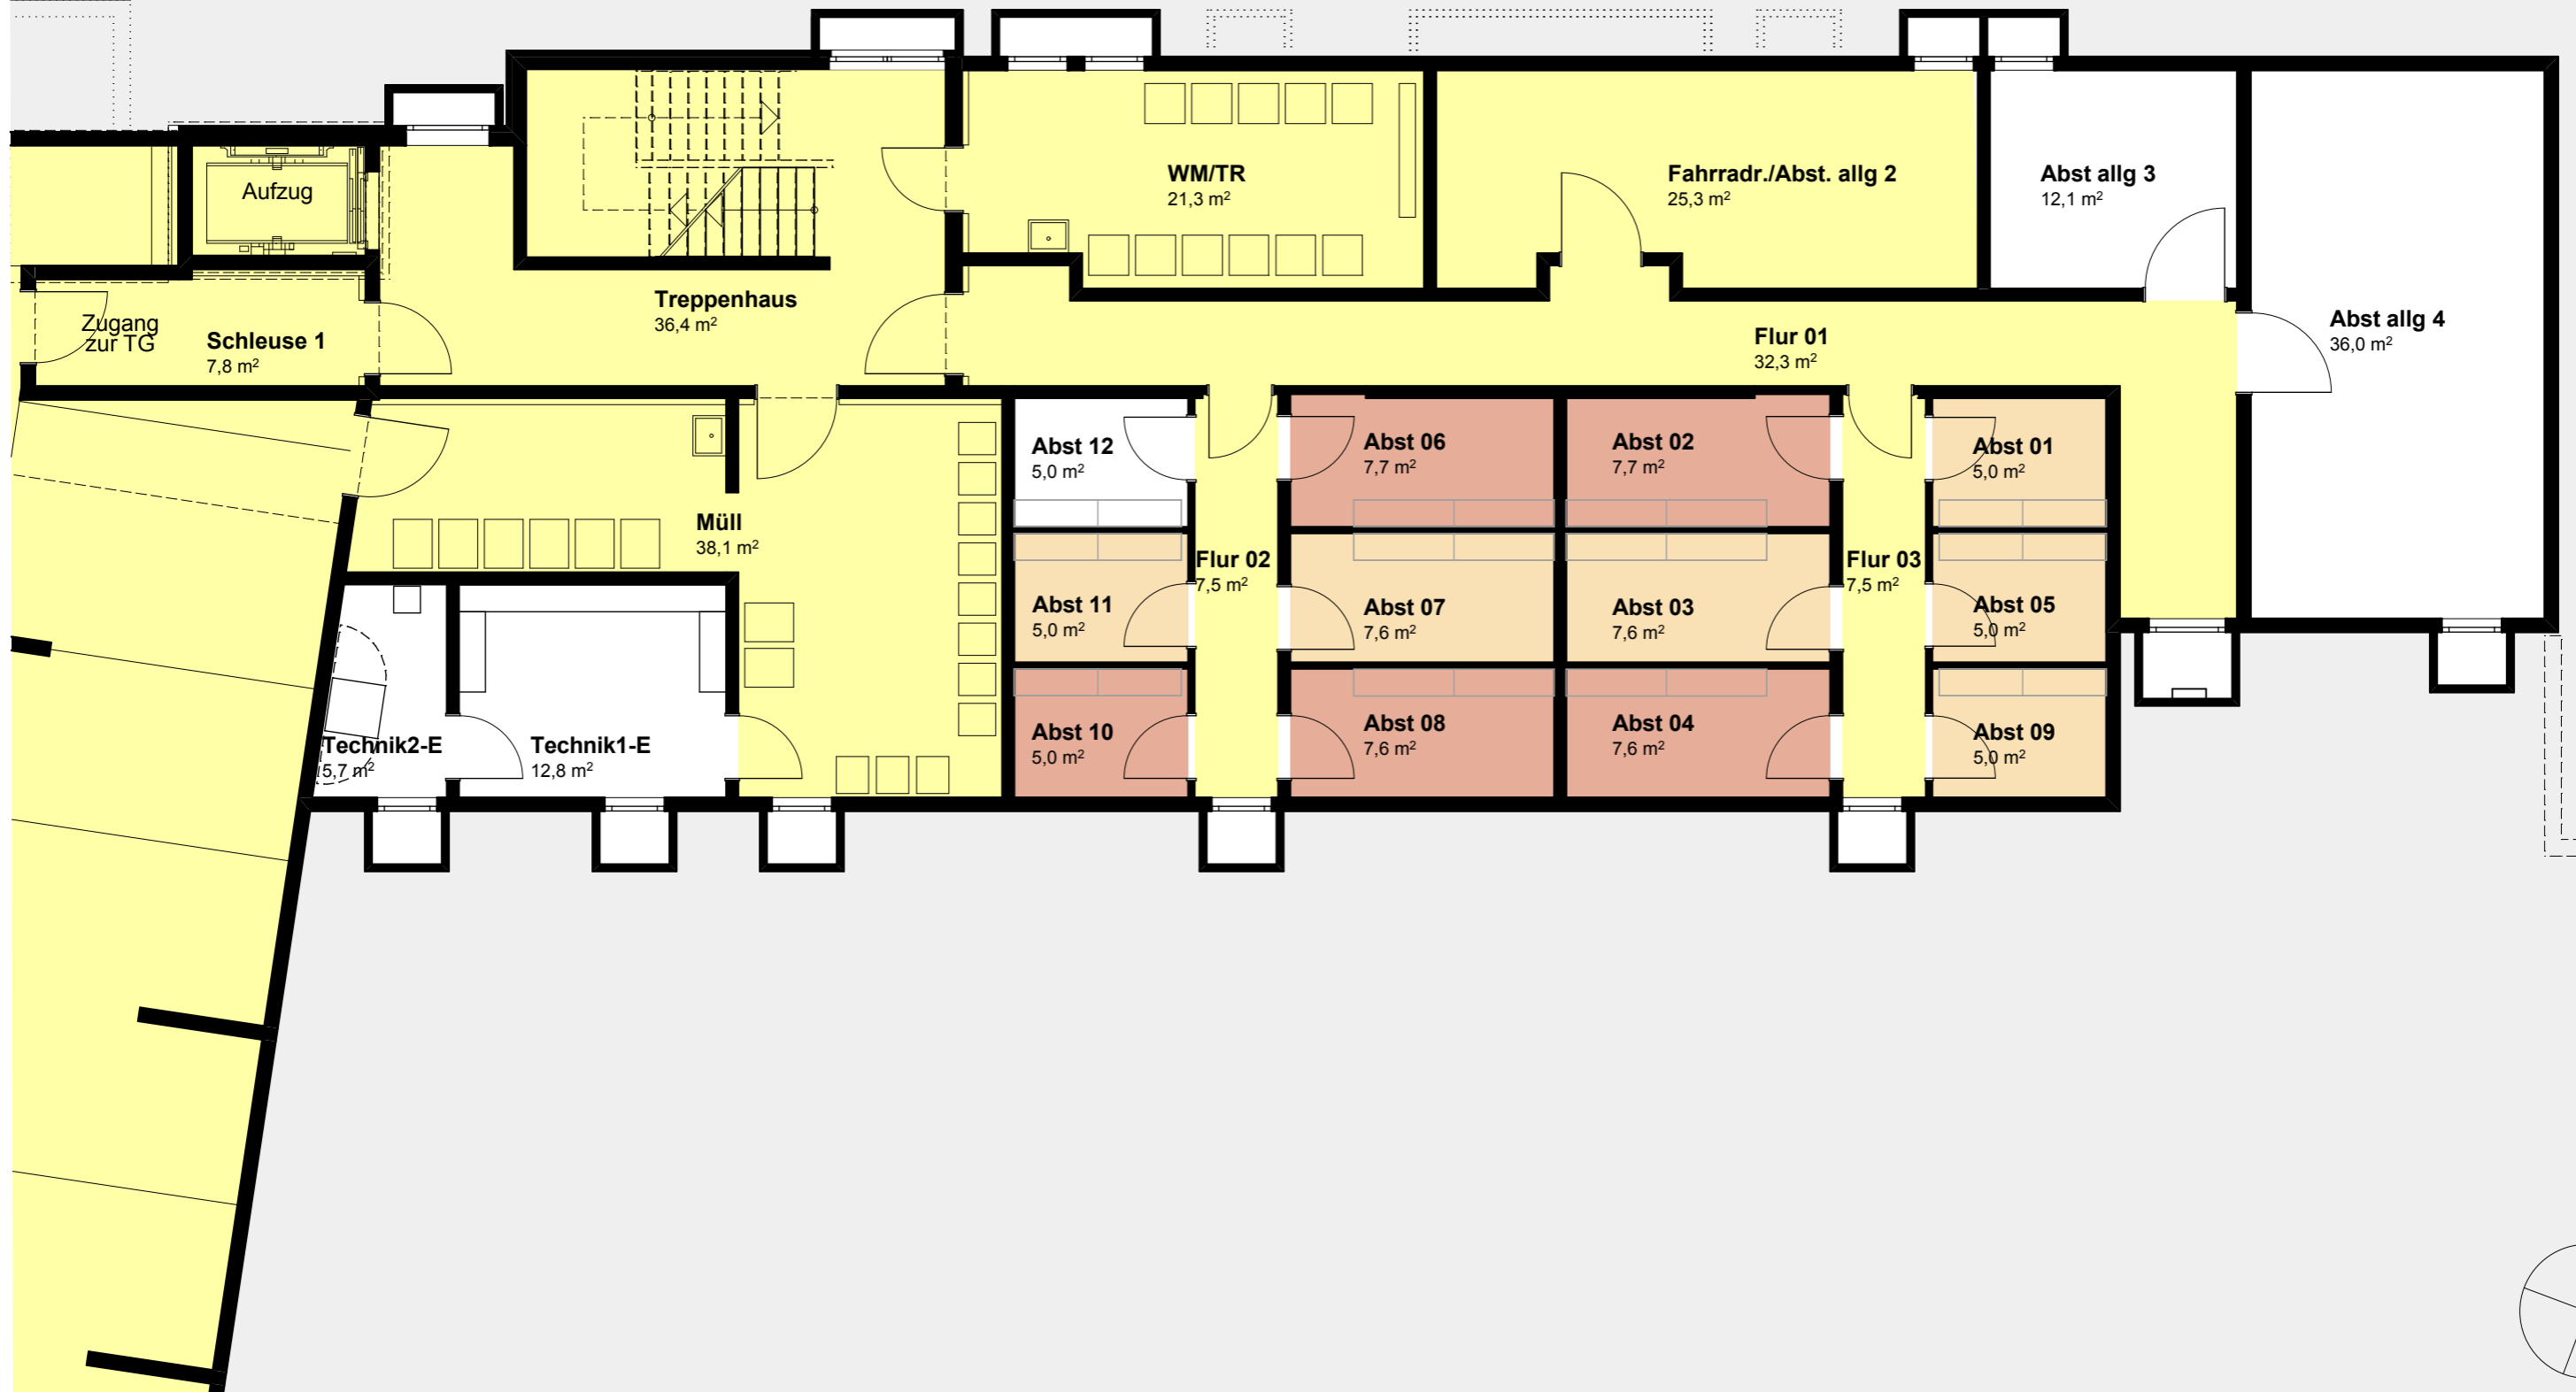 Aufzug
WM/TR
21,3 m²
Fahrradr./Abst. allg 2
25,3 m²
Abst allg 3
12,1 m²
Treppenhaus
36,4 m²
Zugang
zur TG
Schleuse 1
7,8 m²
Flur 01
32,3 m²
Abst allg 4
36,0 m²
Abst 12
5,0 m²
Abst 06
7,7 m²
Abst 02
7,7 m²
Abst 01
5,0 m²
Müll
38,1 m²
Flur 02
7,5 m²
Flur 03
7,5 m²
Abst 11
5,0 m²
Abst 07
7,6 m²
Abst 03
7,6 m²
Abst 05
5,0 m²
Technik2-E
5,7 m²
Technik1-E
12,8 m²
Abst 10
5,0 m²
Abst 08
7,6 m²
Abst 04
7,6 m²
Abst 09
5,0 m²